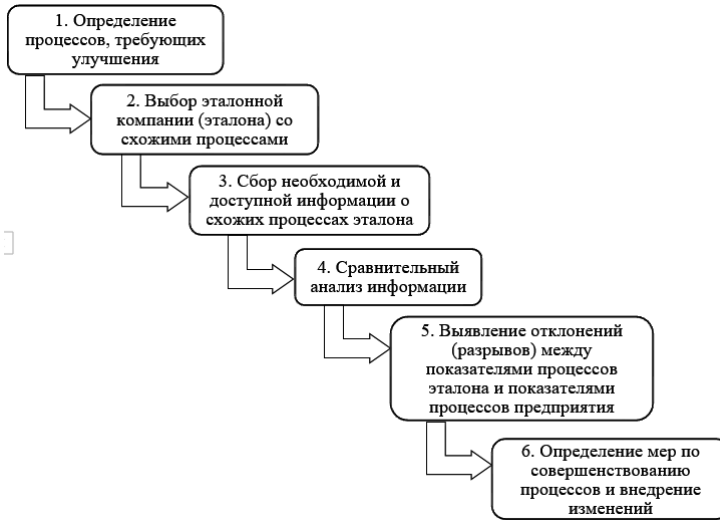 1. Определение
процессов, требующих
улучшения
2. Выбор эталонной
компании (эталона) со
схожими процессами
3. Сбор необходимой и
доступной информации о
схожих процессах эталона
4. Сравнительный
анализ информации
5. Выявление отклонений
(разрывов) между
показателями процессов
эталона и показателями
процессов предприятия
6. Определение мер по
совершенствованию
процессов и внедрение
изменений